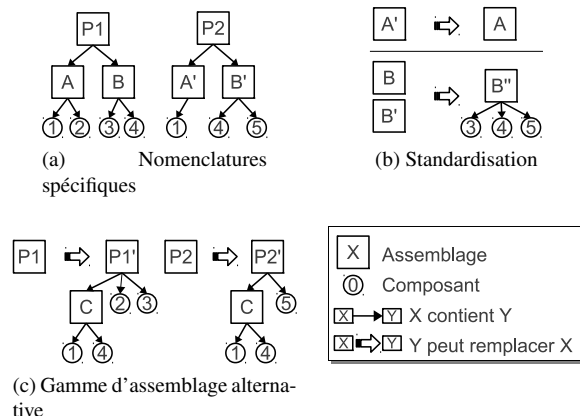 P1 P2
A B A' B'
1 2 3 4 1 4 5
(a) Nomenclatures
spécifiques
A' A
B
B' B''
3 4 5
(b) Standardisation
P1 P1' P2 P2'
C 2 3 C 5
1 4 1 4
(c) Gamme d'assemblage alterna-
tive
X Assemblage
0 Composant
X Y X contient Y
X Y Y peut remplacer X